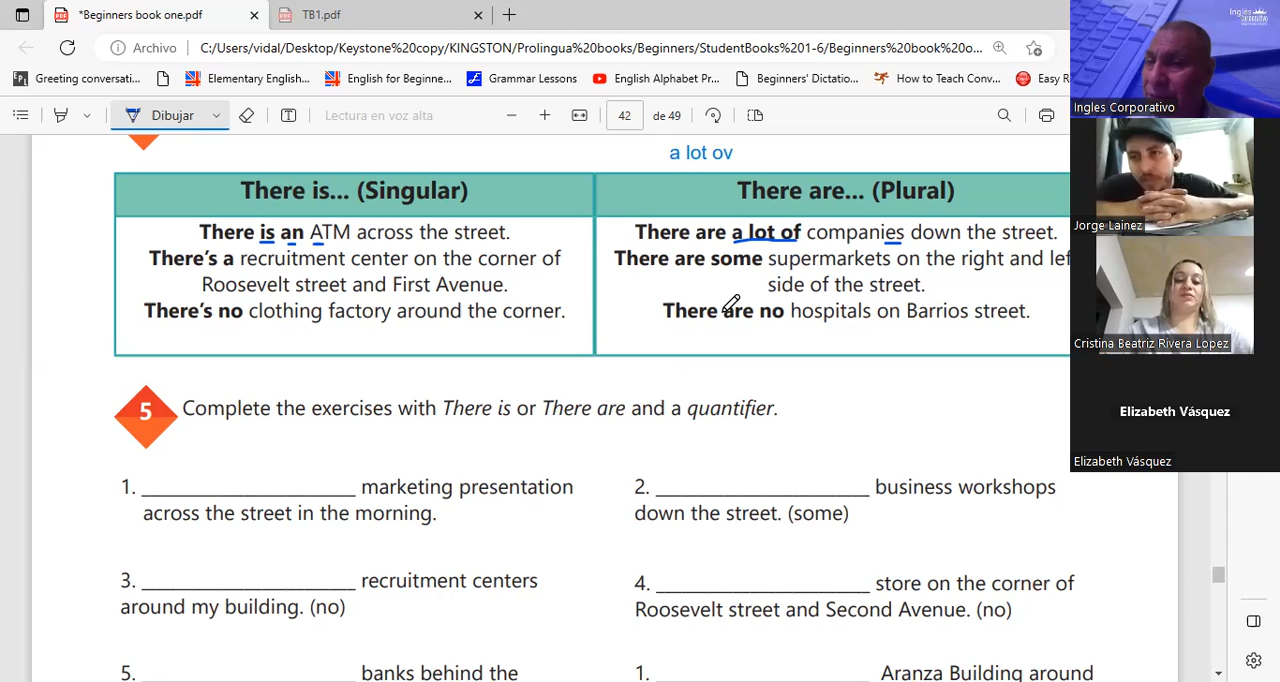 *Beginners book one.pdf
TB1.pdf
Archivo
C:/Users/vidal/Desktop/Keystone%20copy/KINGSTON/Prolingua%20books/Beginners/StudentBooks%201-6/Beginners%20book%20o...
Greeting conversati...
Elementary English...
English for Beginne...
Grammar Lessons
English Alphabet Pr...
Beginners' Dictatio...
How to Teach Conv...
Easy R
Dibujar
Lectura en voz alta
42
de 49
a lot ov
There is... (Singular)
There are... (Plural)
There is an ATM across the street.
There's a recruitment center on the corner of
Roosevelt street and First Avenue.
There's no clothing factory around the corner.
There are a lot of companies down the street.
There are some supermarkets on the right and lef
side of the street.
There are no hospitals on Barrios street.
5
Complete the exercises with There is or There are and a quantifier.
1. ____________________ marketing presentation
across the street in the morning.
2. ____________________ business workshops
down the street. (some)
3. ____________________ recruitment centers
around my building. (no)
4. ____________________ store on the corner of
Roosevelt street and Second Avenue. (no)
5. ____________________ banks behind the
1. ____________________ Aranza Building around
Ingles Corporativo
Jorge Lainez
Cristina Beatriz Rivera Lopez
Elizabeth Vásquez
Elizabeth Vásquez